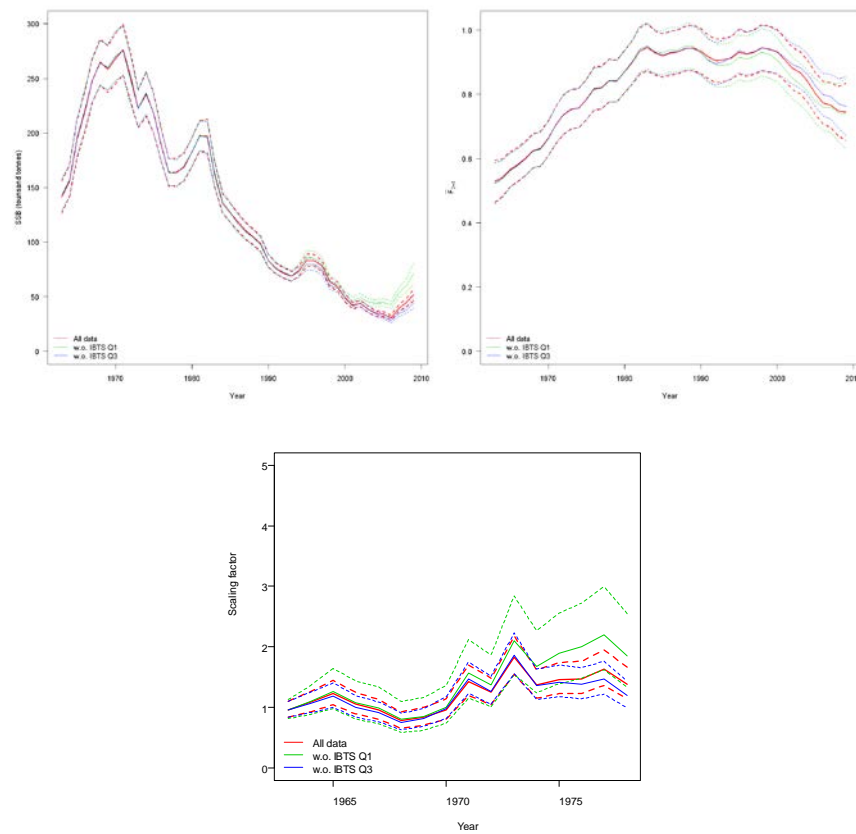 300
250
200
150
100
50
0
SSB (thousand tonnes)
All data
w.o. IBTS Q1
w.o. IBTS Q3
1970
1980
1990
2000
2010
Year
1.0
0.8
0.6
0.4
0.2
0.0
All data
w.o. IBTS Q1
w.o. IBTS Q3
1970
1980
1990
2000
2010
Year
5
4
3
2
1
0
Scaling factor
All data
w.o. IBTS Q1
w.o. IBTS Q3
1965
1970
1975
Year